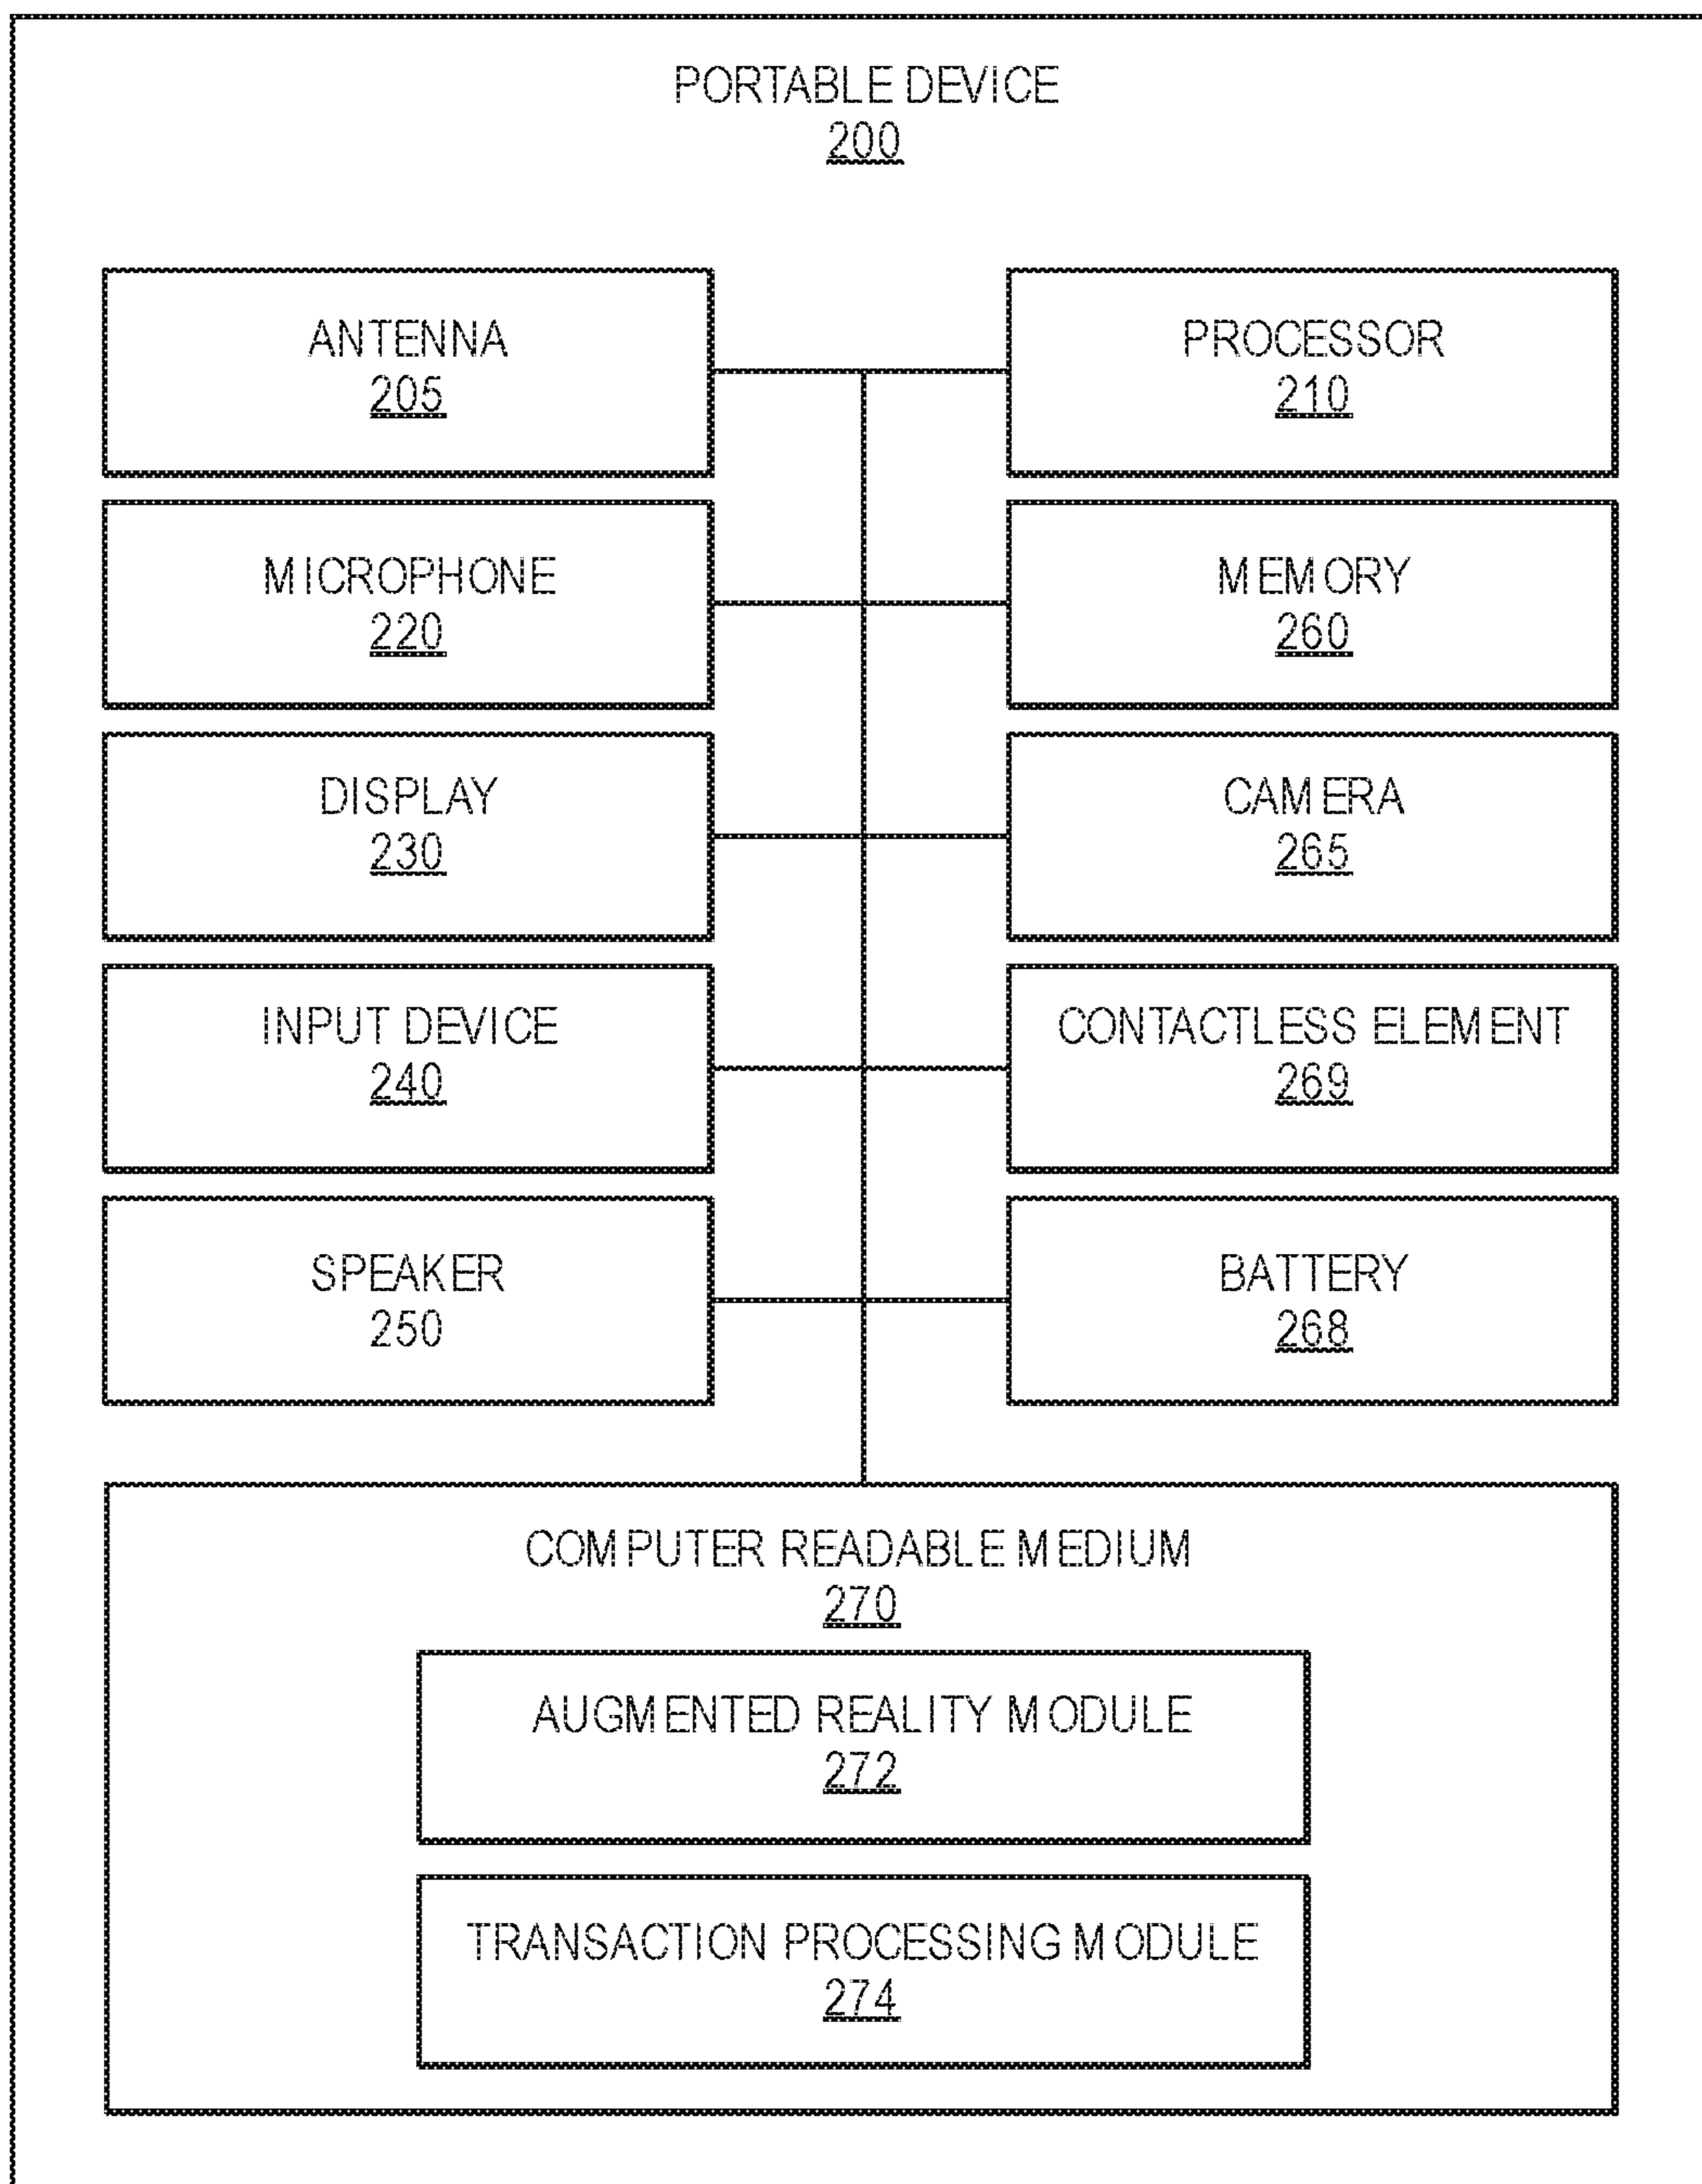 PORTABLE DEVICE
200
ANTENNA
205
PROCESSOR
210
MICROPHONE
220
MEMORY
260
DISPLAY
230
CAMERA
265
INPUT DEVICE
240
CONTACTLESS ELEMENT
269
SPEAKER
250
BATTERY
268
COMPUTER READABLE MEDIUM
270
AUGMENTED REALITY MODULE
272
TRANSACTION PROCESSING MODULE
274